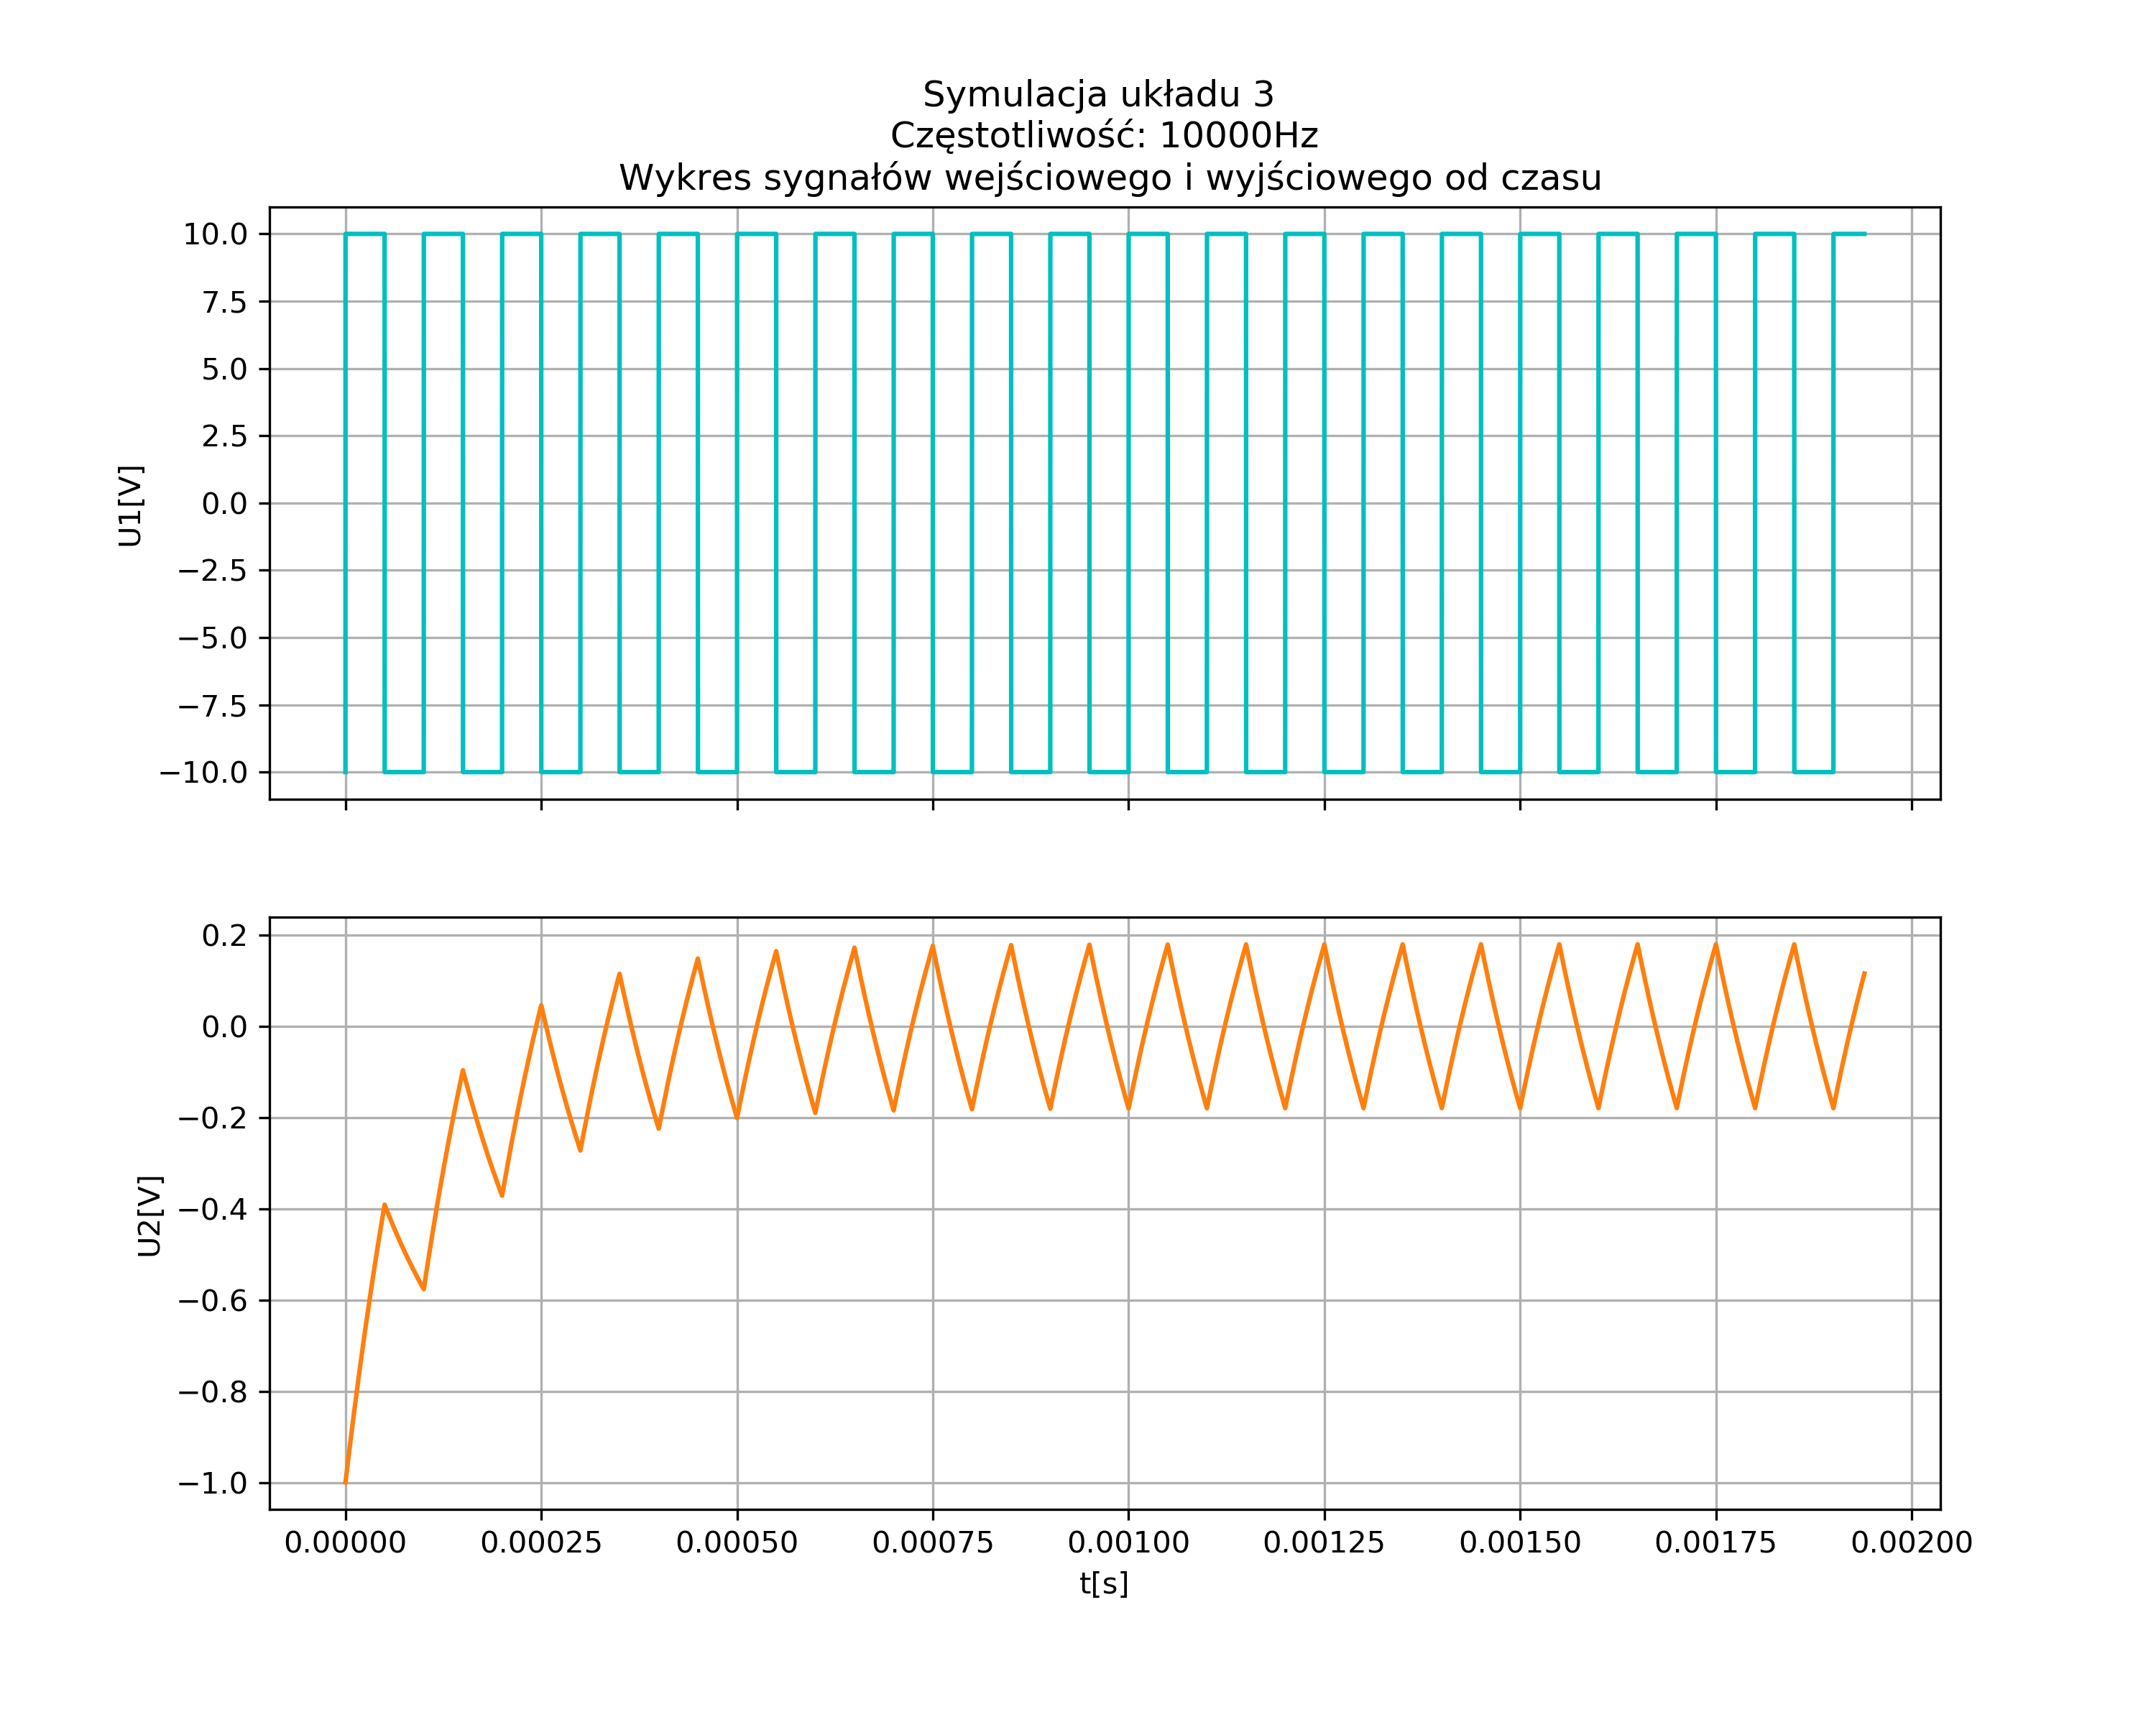 Symulacja układu 3
Częstotliwość: 10000Hz
Wykres sygnałów wejściowego i wyjściowego od czasu
10.0
7.5
5.0
2.5
0.0
−2.5
−5.0
−7.5
−10.0
U1[V]
0.2
0.0
−0.2
−0.4
−0.6
−0.8
−1.0
U2[V]
0.00000 0.00025 0.00050 0.00075 0.00100 0.00125 0.00150 0.00175 0.00200
t[s]